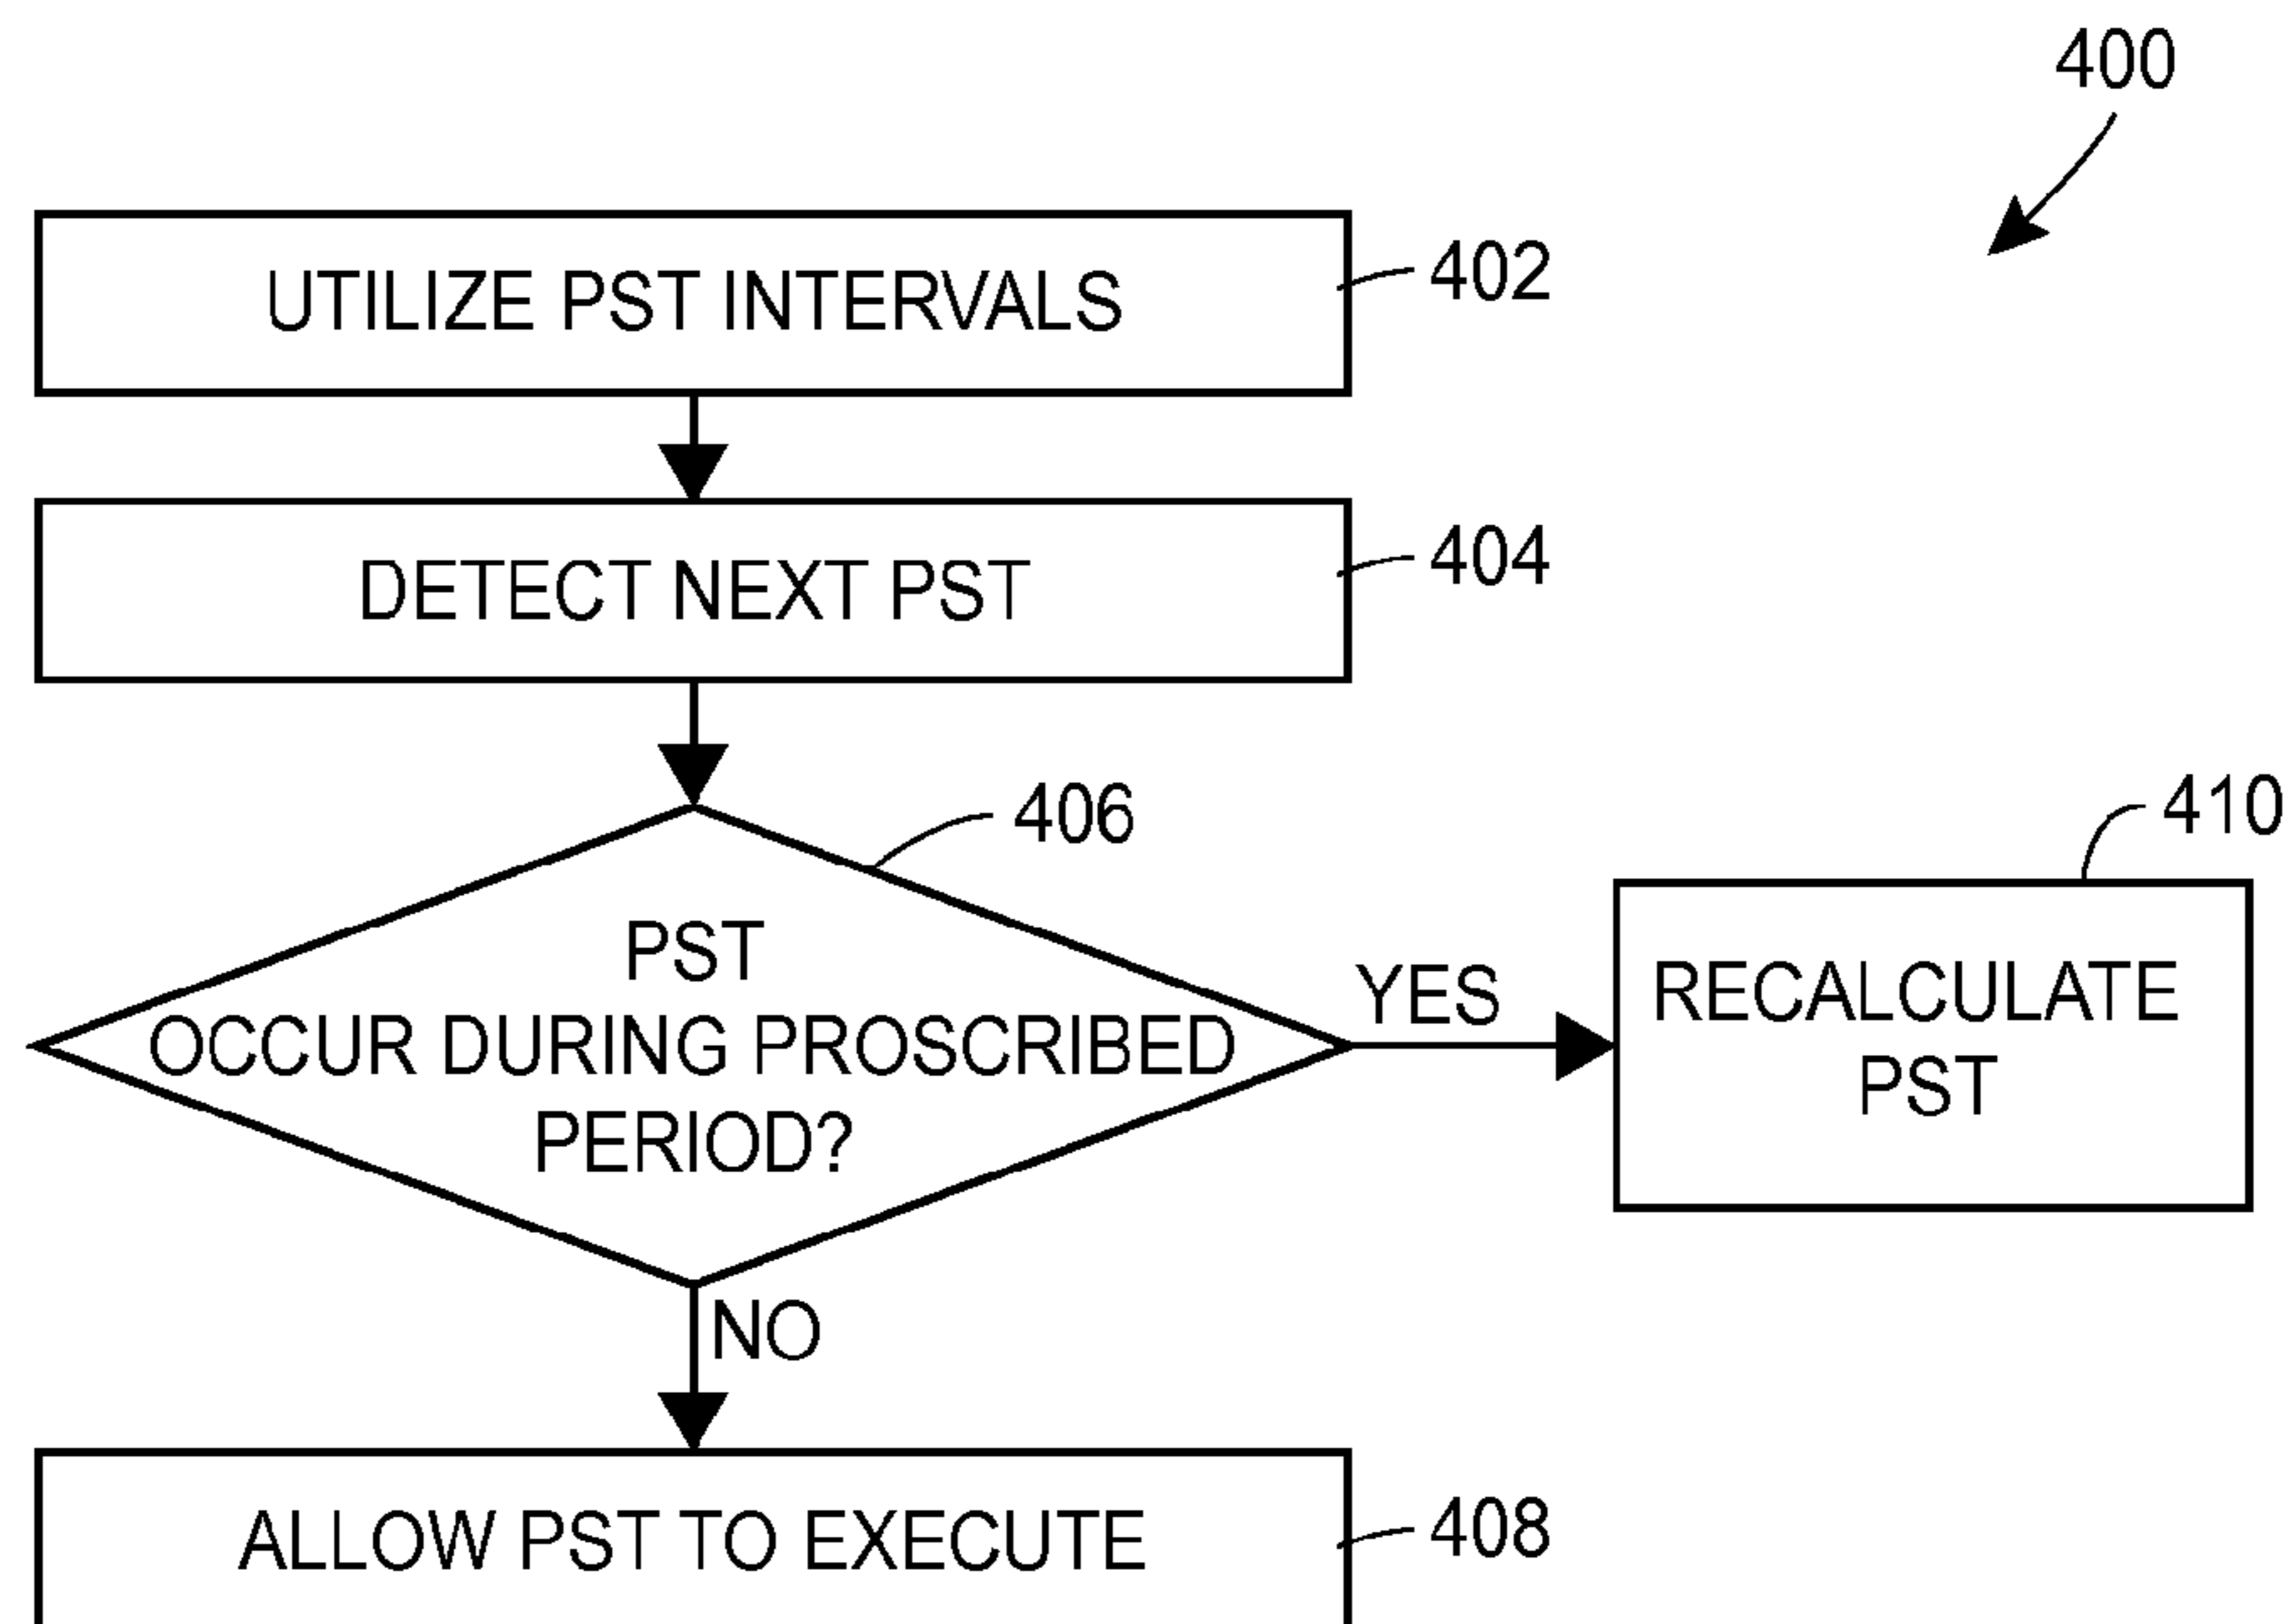 400
UTILIZE PST INTERVALS
402
DETECT NEXT PST
404
406
PST
OCCUR DURING PROSCRIBED
PERIOD?
YES
410
RECALCULATE
PST
NO
ALLOW PST TO EXECUTE
408